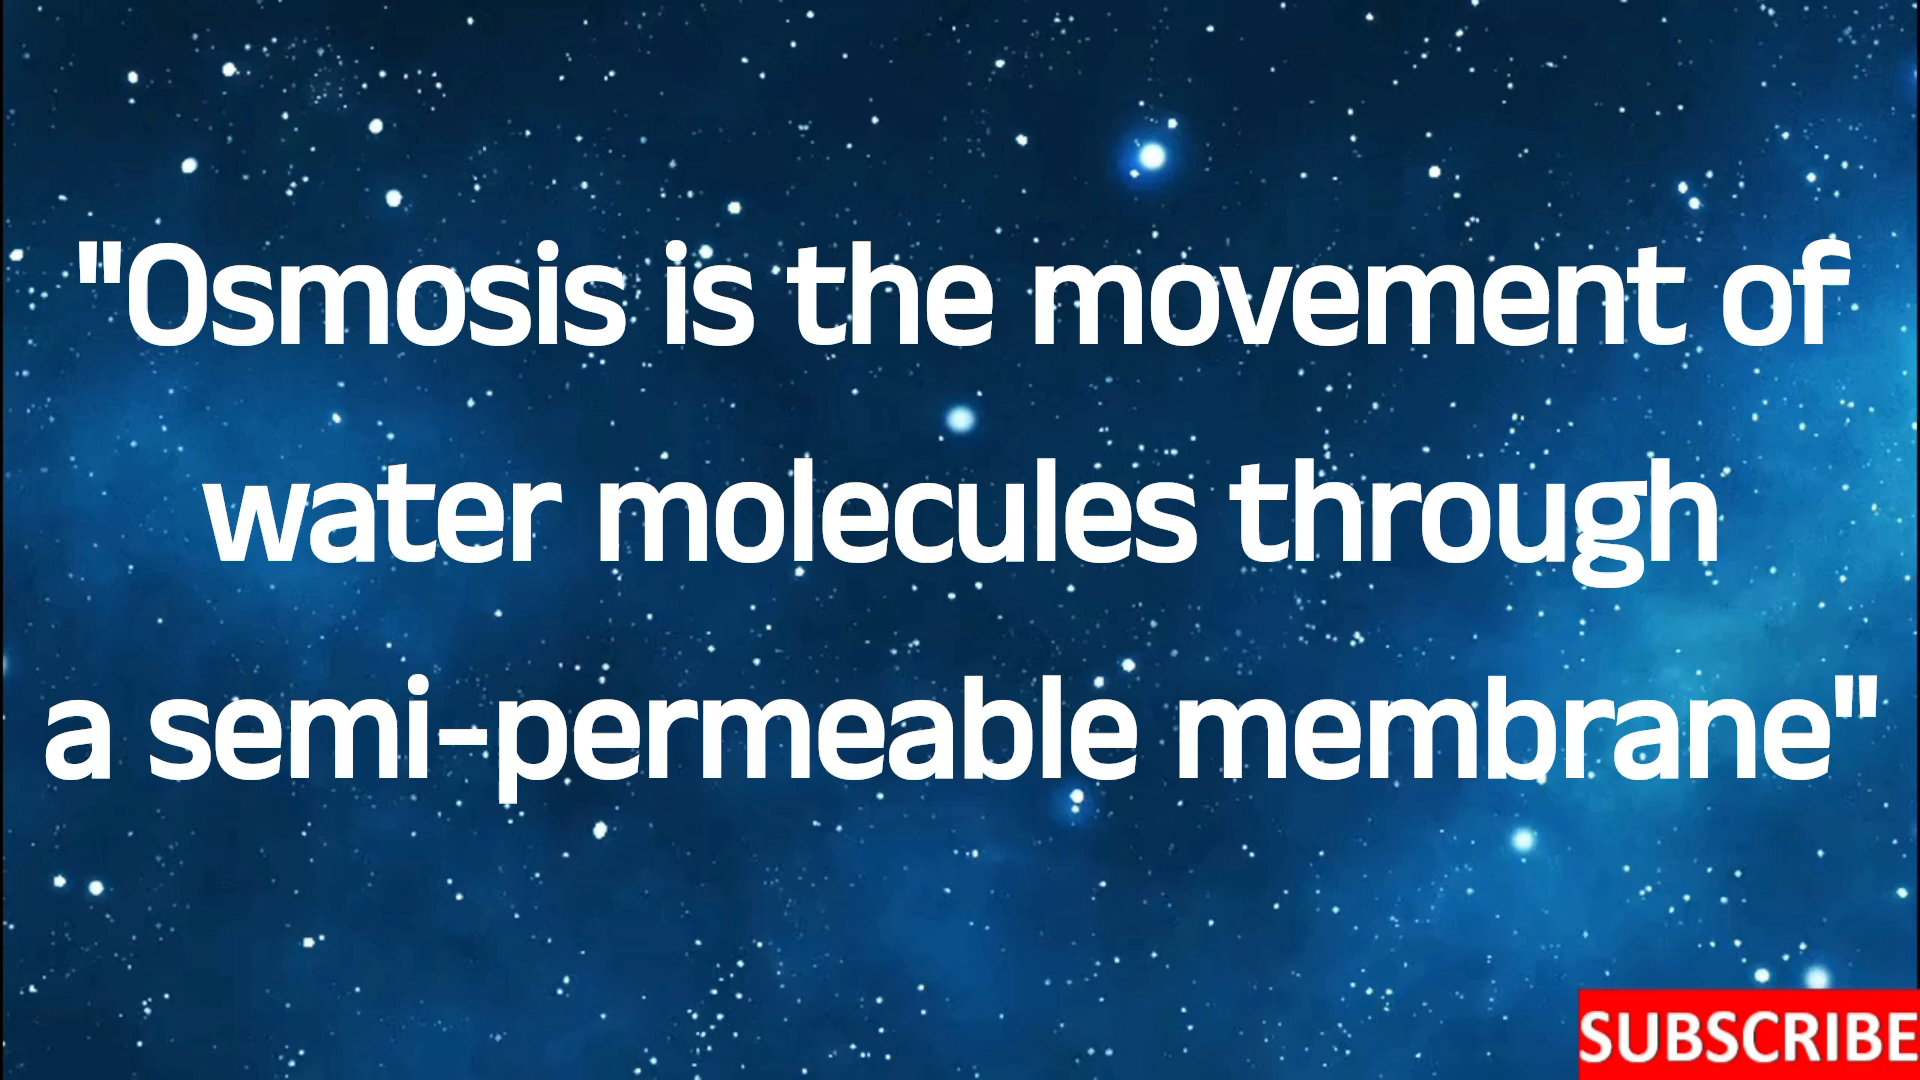 "Osmosis is the movement of
water molecules through
a semi-permeable membrane"
SUBSCRIBE